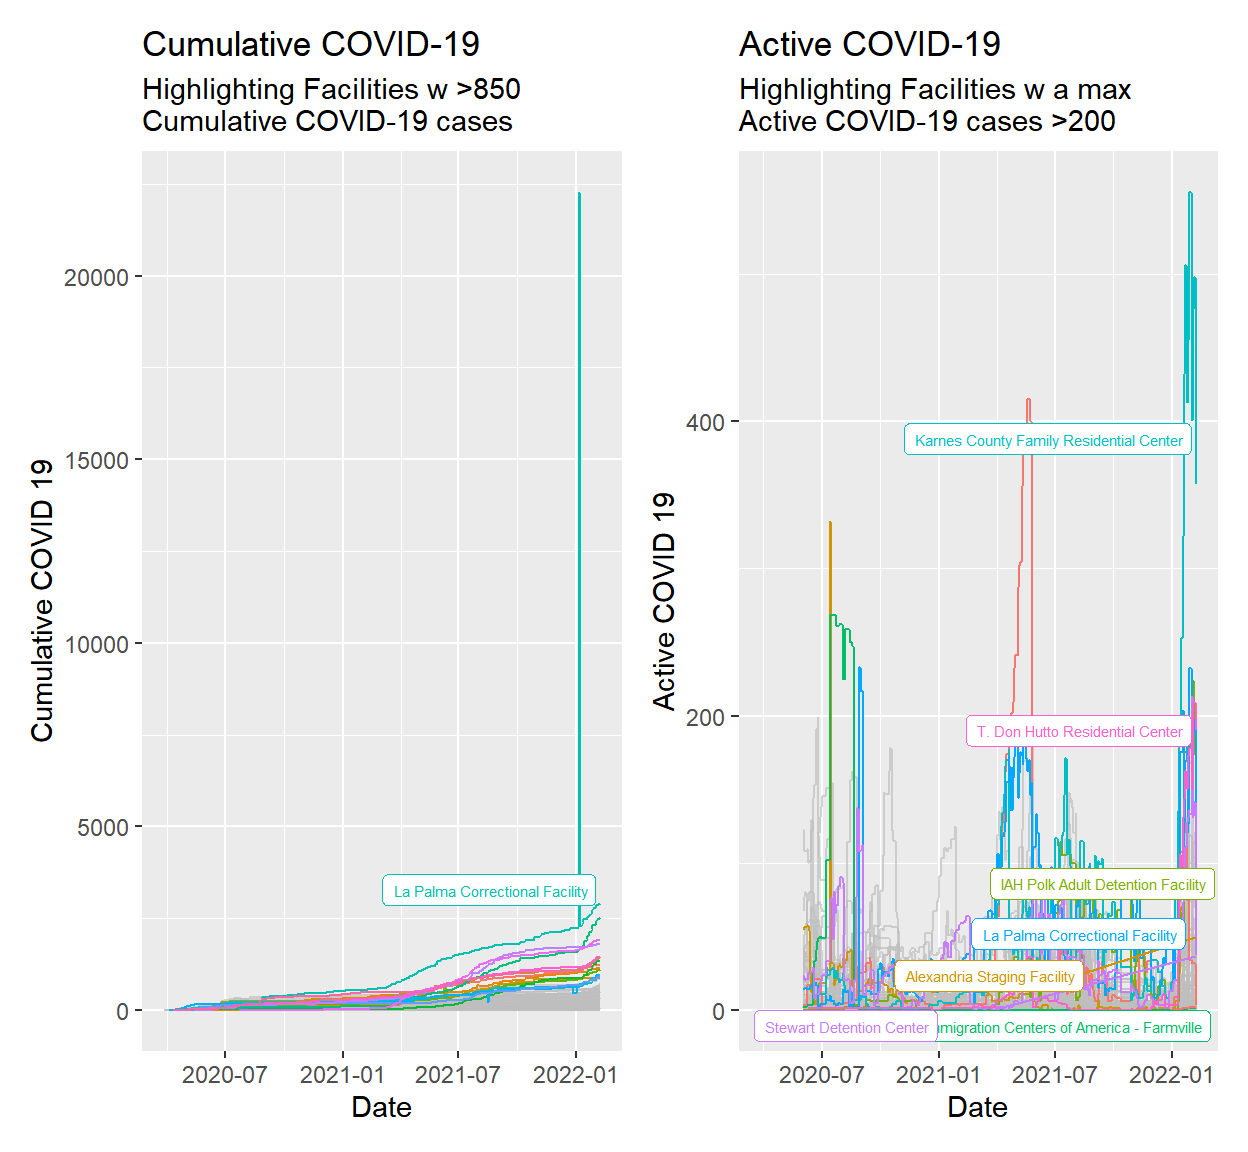 Cumulative COVID-19
Highlighting Facilities w >850
Cumulative COVID-19 cases
Cumulative COVID 19
20000
15000
10000
5000
0
La Palma Correctional Facility
2020-07 2021-01 2021-07 2022-01
Date
Active COVID-19
Highlighting Facilities w a max
Active COVID-19 cases >200
Active COVID 19
400
200
0
Karnes County Family Residential Center
T. Don Hutto Residential Center
IAH Polk Adult Detention Facility
La Palma Correctional Facility
Alexandria Staging Facility
Stewart Detention Center
mmigration Centers of America - Farmville
2020-07 2021-01 2021-07 2022-01
Date